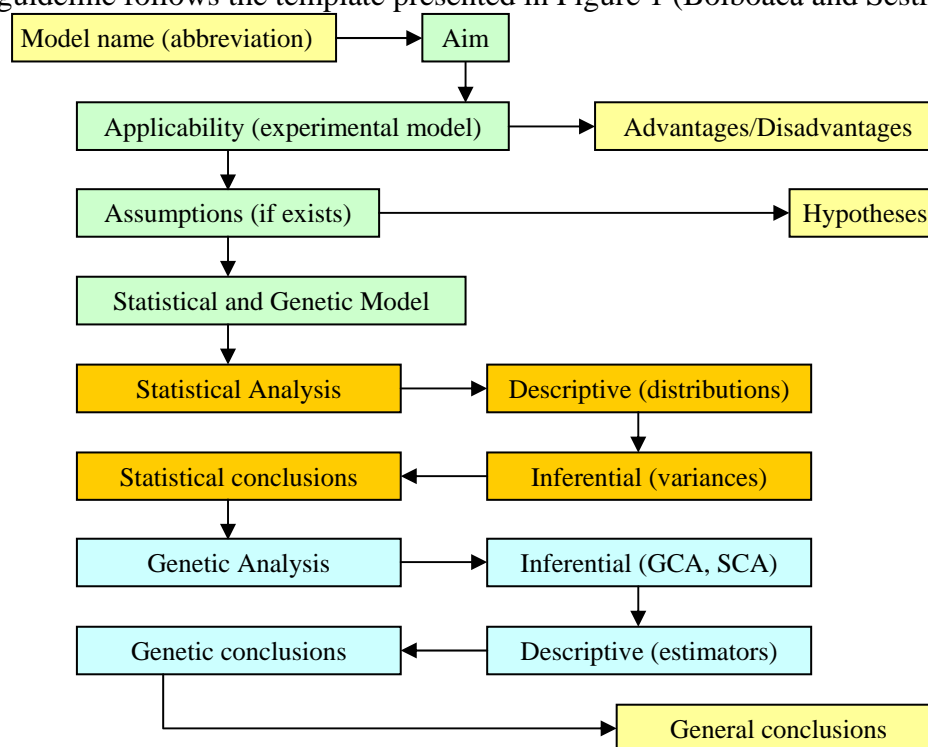 guideline follows the template presented in Figure 1 (Bolboacă and Sestr
Model name (abbreviation)
Aim
Applicability (experimental model)
Advantages/Disadvantages
Assumptions (if exists)
Hypotheses
Statistical and Genetic Model
Statistical Analysis
Descriptive (distributions)
Statistical conclusions
Inferential (variances)
Genetic Analysis
Inferential (GCA, SCA)
Genetic conclusions
Descriptive (estimators)
General conclusions